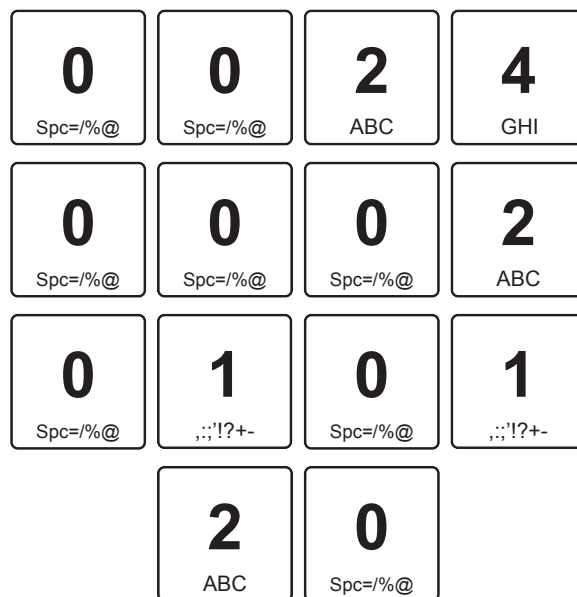 0 0 2 4
Spc=/%@ Spc=/%@ ABC GHI
0 0 0 2
Spc=/%@ Spc=/%@ Spc=/%@ ABC
0 1 0 1
Spc=/%@ ,:;'!?+- Spc=/%@ ,:;'!?+-
2 0
ABC Spc=/%@